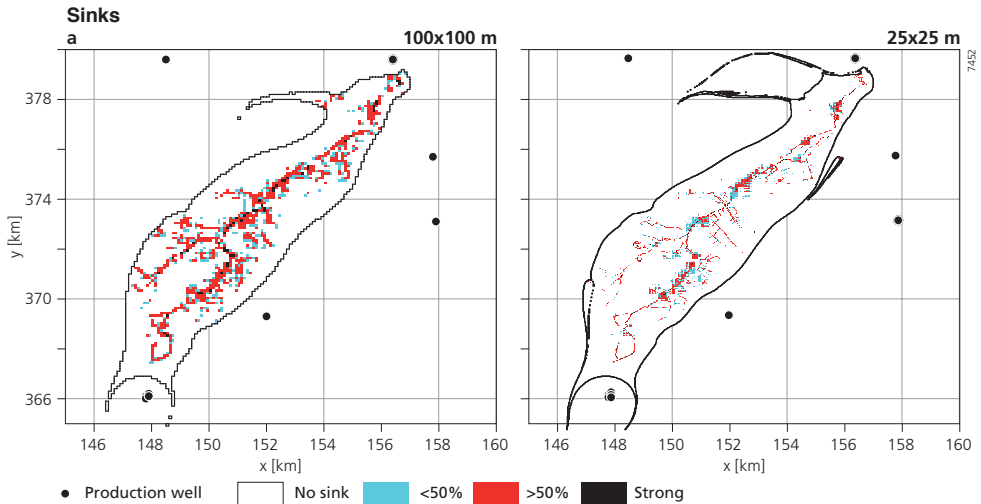 Sinks
a 100x100 m 25x25 m
7452
378
374
370
366
y [km]
146 148 150 152 154 156 158 160 146 148 150 152 154 156 158 160
x [km] x [km]
Production well No sink <50% >50% Strong